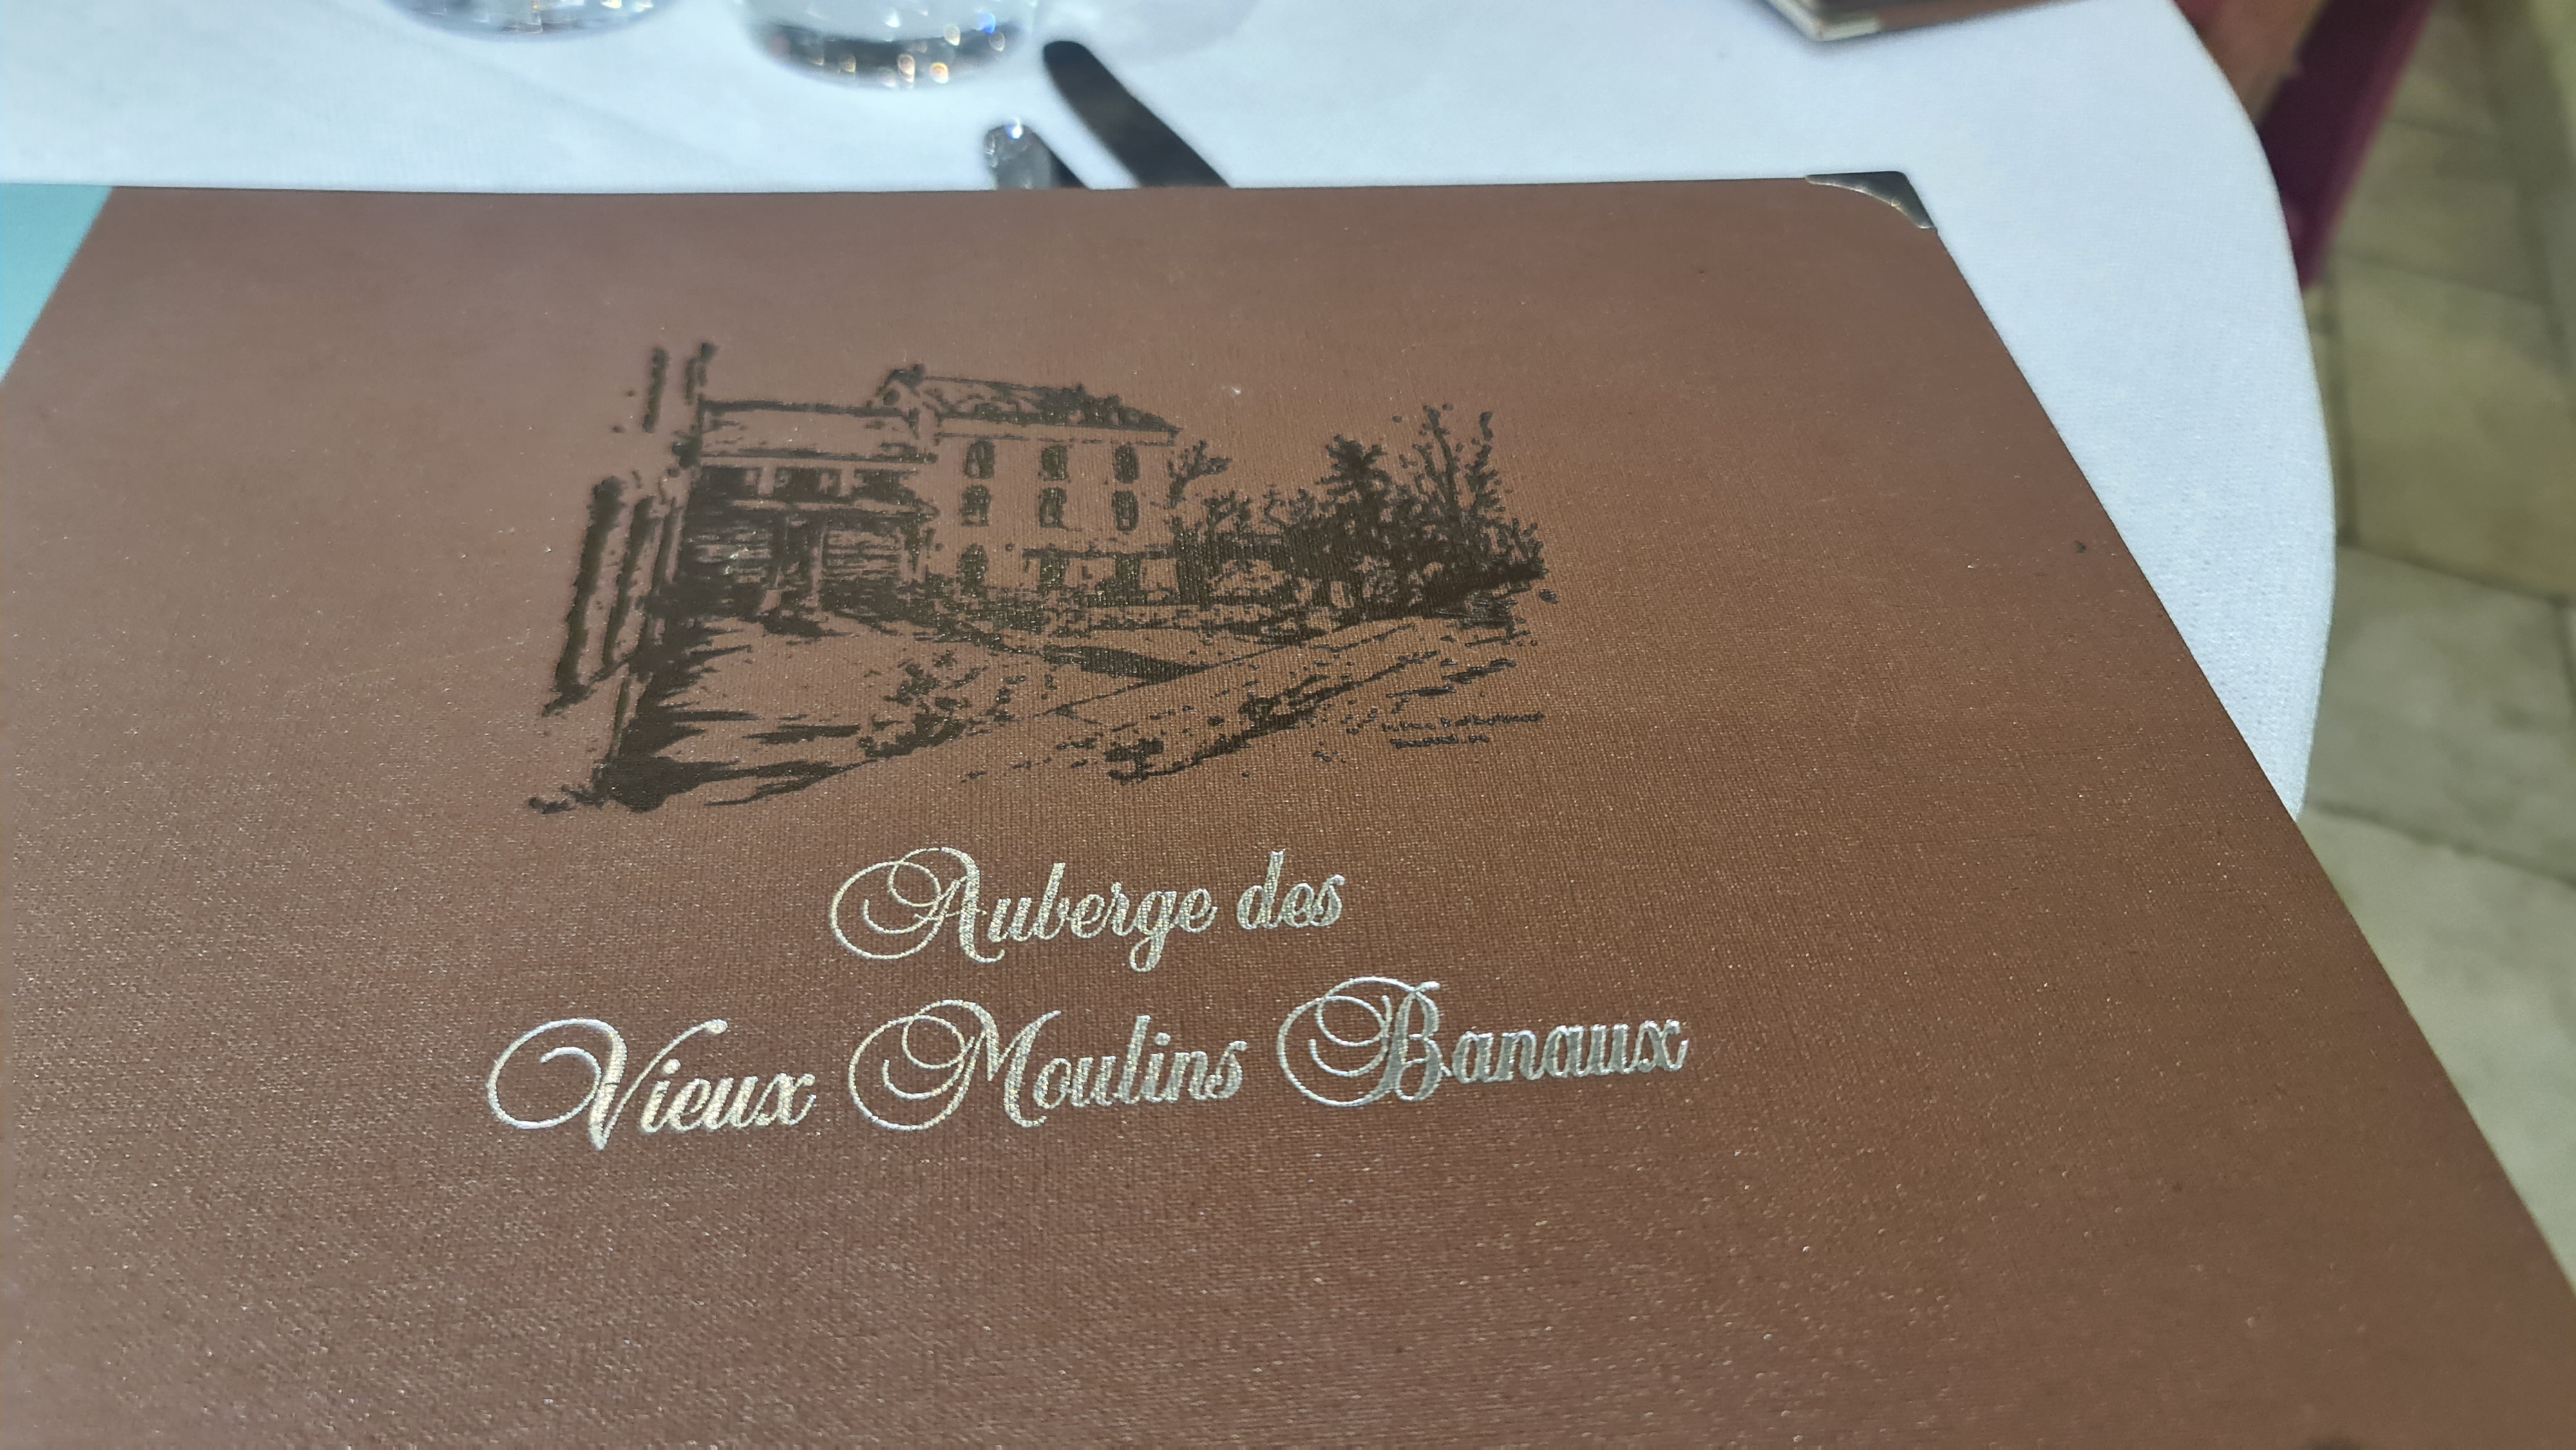 Auberge des
Vieux Moulins Banaux